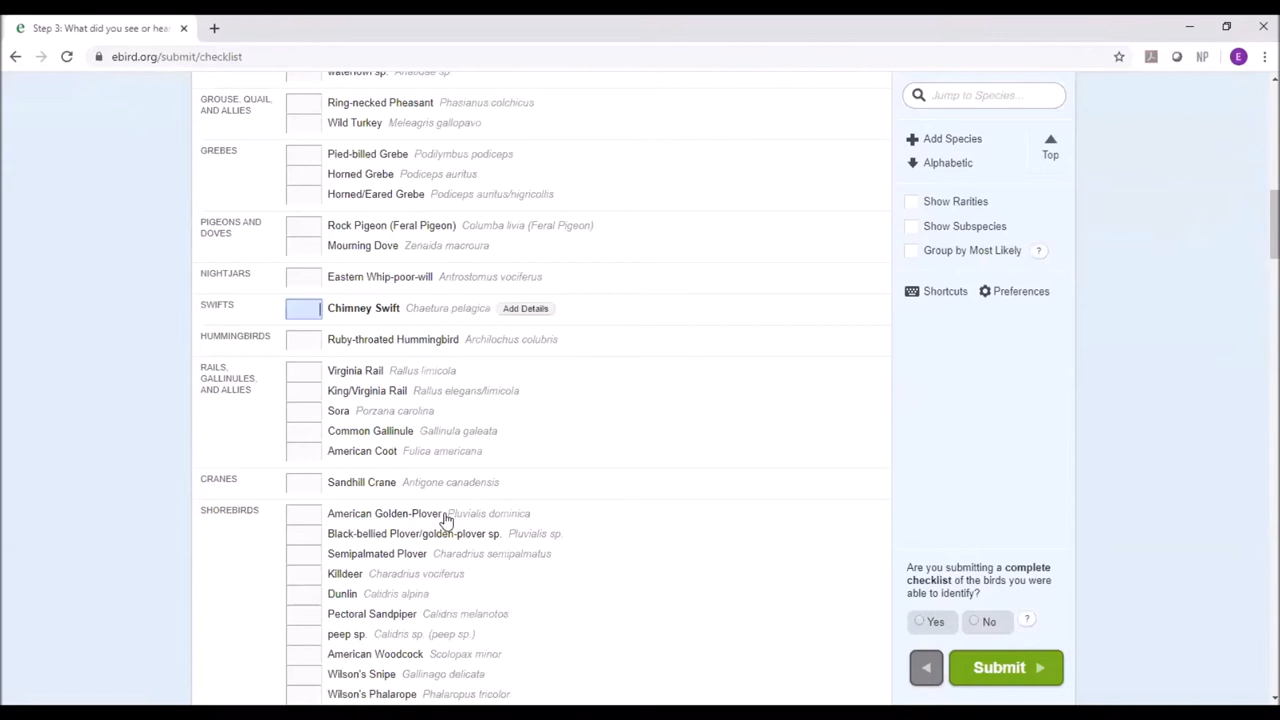 Step 3: What did you see or hea
ebird.org/submit/checklist
NP
E
waterfowl sp. Anatidae sp.
GROUSE, QUAIL, AND ALLIES
Ring-necked Pheasant Phasianus colchicus
Wild Turkey Meleagris gallopavo
GREBES
Pied-billed Grebe Podilymbus podiceps
Horned Grebe Podiceps auritus
Horned/Eared Grebe Podiceps auritus/nigricollis
PIGEONS AND DOVES
Rock Pigeon (Feral Pigeon) Columba livia (Feral Pigeon)
Mourning Dove Zenaida macroura
NIGHTJARS
Eastern Whip-poor-will Antrostomus vociferus
SWIFTS
Chimney Swift Chaetura pelagica Add Details
HUMMINGBIRDS
Ruby-throated Hummingbird Archilochus colubris
RAILS, GALLINULES, AND ALLIES
Virginia Rail Rallus limicola
King/Virginia Rail Rallus elegans/limicola
Sora Porzana carolina
Common Gallinule Gallinula galeata
American Coot Fulica americana
CRANES
Sandhill Crane Antigone canadensis
SHOREBIRDS
American Golden-Plover Pluvialis dominica
Black-bellied Plover/golden-plover sp. Pluvialis sp.
Semipalmated Plover Charadrius semipalmatus
Killdeer Charadrius vociferus
Dunlin Calidris alpina
Pectoral Sandpiper Calidris melanotos
peep sp. Calidris sp. (peep sp.)
American Woodcock Scolopax minor
Wilson's Snipe Gallinago delicata
Wilson's Phalarope Phalaropus tricolor
Jump to Species...
Add Species
Alphabetic
Top
Show Rarities
Show Subspecies
Group by Most Likely ?
Shortcuts Preferences
Are you submitting a complete
checklist of the birds you were
able to identify?
Yes No ?
Submit